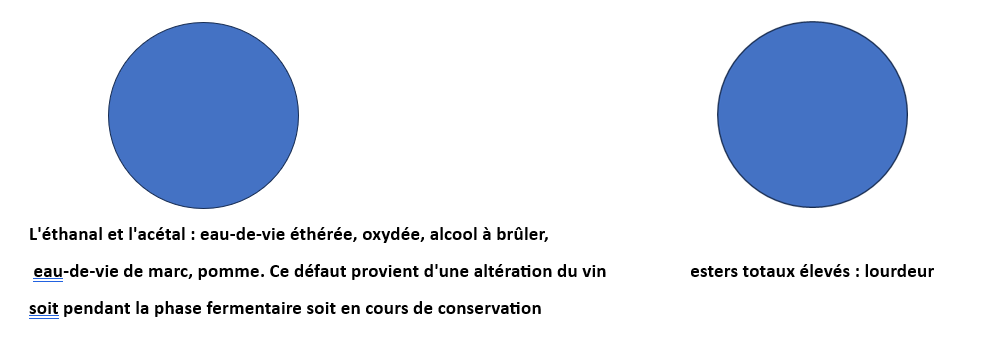 L'éthanal et l'acétal : eau-de-vie éthérée, oxydée, alcool à brûler,
eau-de-vie de marc, pomme. Ce défaut provient d'une altération du vin
soit pendant la phase fermentaire soit en cours de conservation
esters totaux élevés : lourdeur